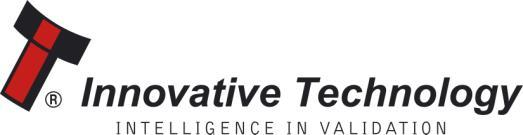 ® Innovative Technology
INTELLIGENCE IN VALIDATION